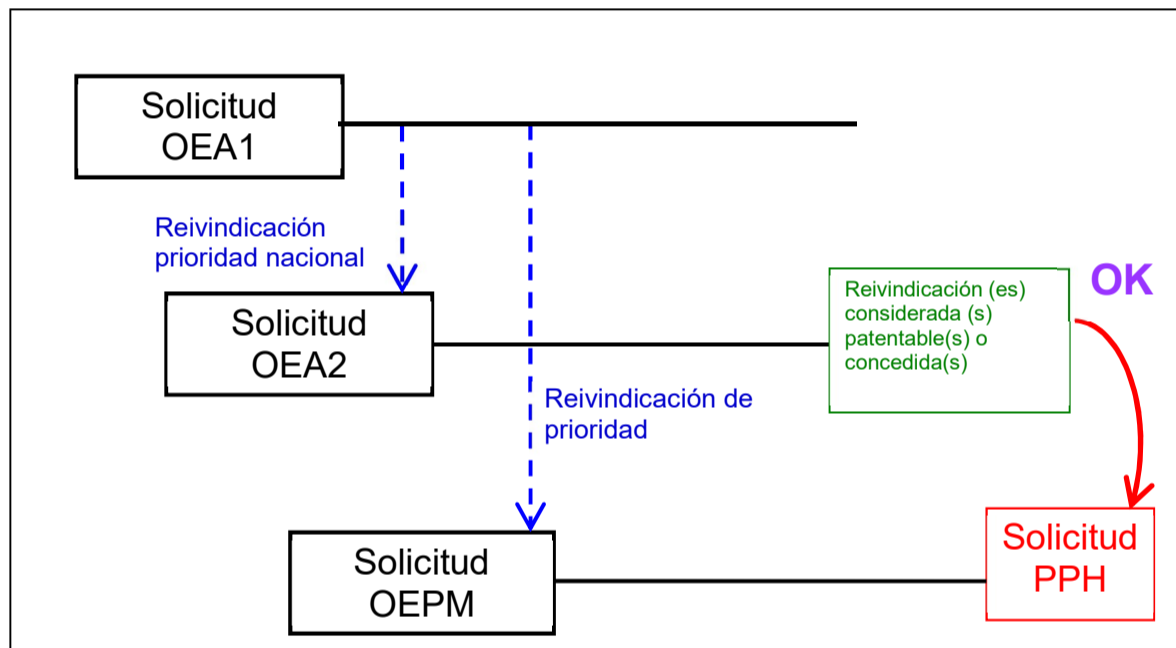 Solicitud
OEA1
Reivindicación
prioridad nacional
Solicitud
OEA2
Reivindicación (es)
considerada (s)
patentable(s) o
concedida(s)
OK
Reivindicación de
prioridad
Solicitud
OEPM
Solicitud
PPH